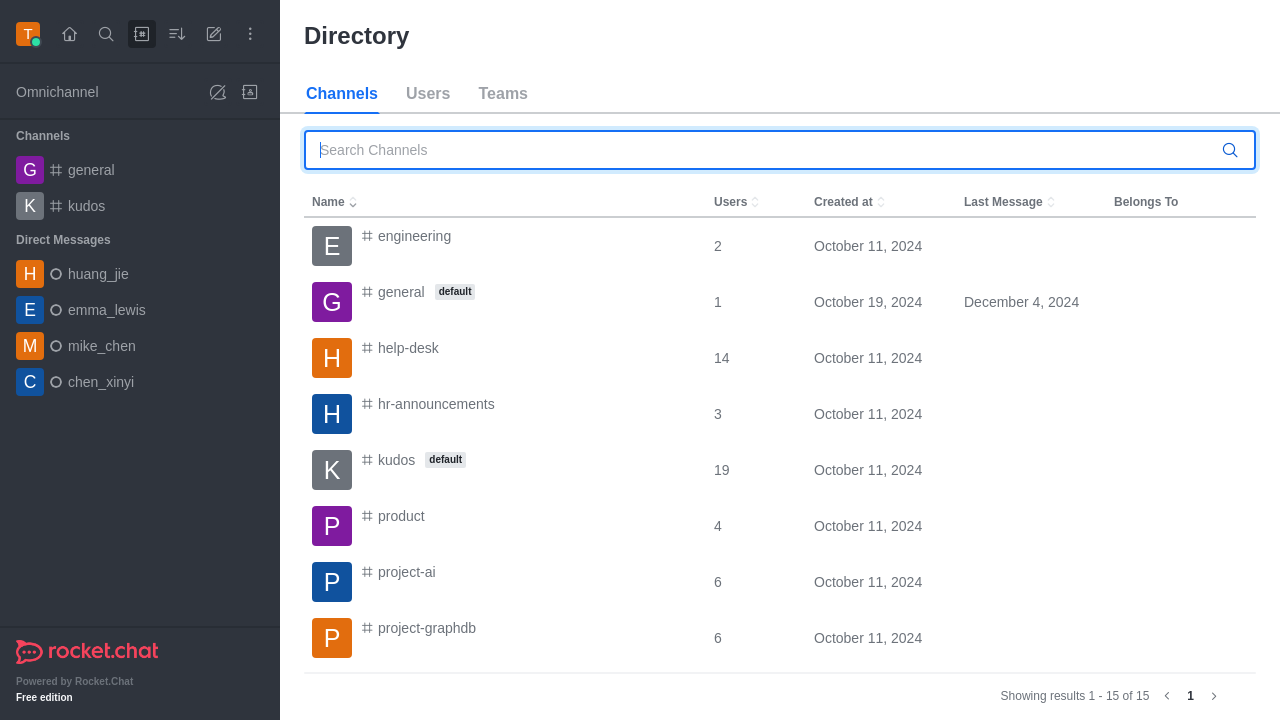 T
Directory
Omnichannel
Channels Users Teams
Channels
Search Channels
G general
K kudos
Direct Messages
H huang_jie
E emma_lewis
M mike_chen
C chen_xinyi
Name Users Created at Last Message Belongs To
E engineering 2 October 11, 2024
G general default 1 October 19, 2024 December 4, 2024
H help-desk 14 October 11, 2024
H hr-announcements 3 October 11, 2024
K kudos default 19 October 11, 2024
P product 4 October 11, 2024
P project-ai 6 October 11, 2024
P project-graphdb 6 October 11, 2024
rocket.chat
Powered by Rocket.Chat
Free edition
Showing results 1 - 15 of 15 1